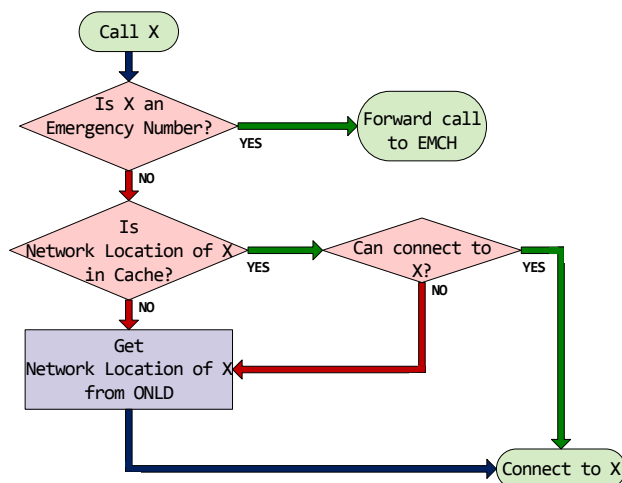 Call X
Is X an
Emergency Number?
YES
Forward call
to EMCH
NO
Is
Network Location of X
in Cache?
YES
Can connect to
X?
YES
NO
NO
Get
Network Location of X
from ONLD
Connect to X